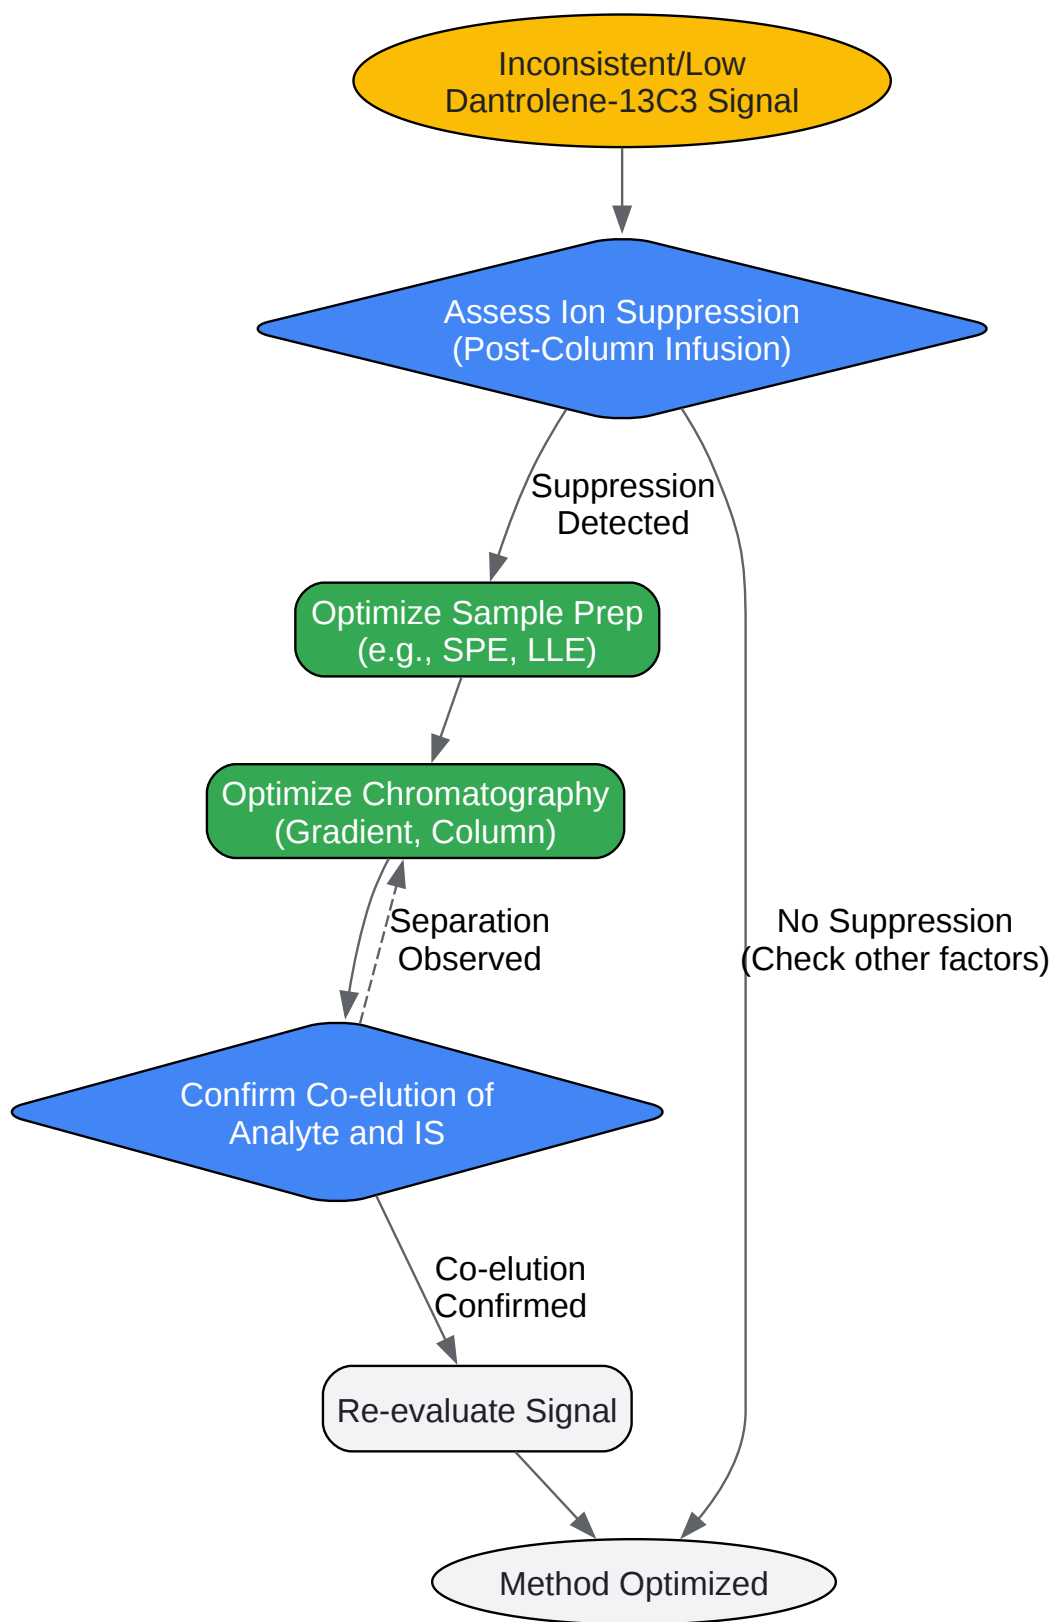 Inconsistent/Low
Dantrolene-13C3 Signal
Assess Ion Suppression
(Post-Column Infusion)
Suppression
Detected
Optimize Sample Prep
(e.g., SPE, LLE)
Optimize Chromatography
(Gradient, Column)
Separation
Observed
No Suppression
(Check other factors)
Confirm Co-elution of
Analyte and IS
Co-elution
Confirmed
Re-evaluate Signal
Method Optimized